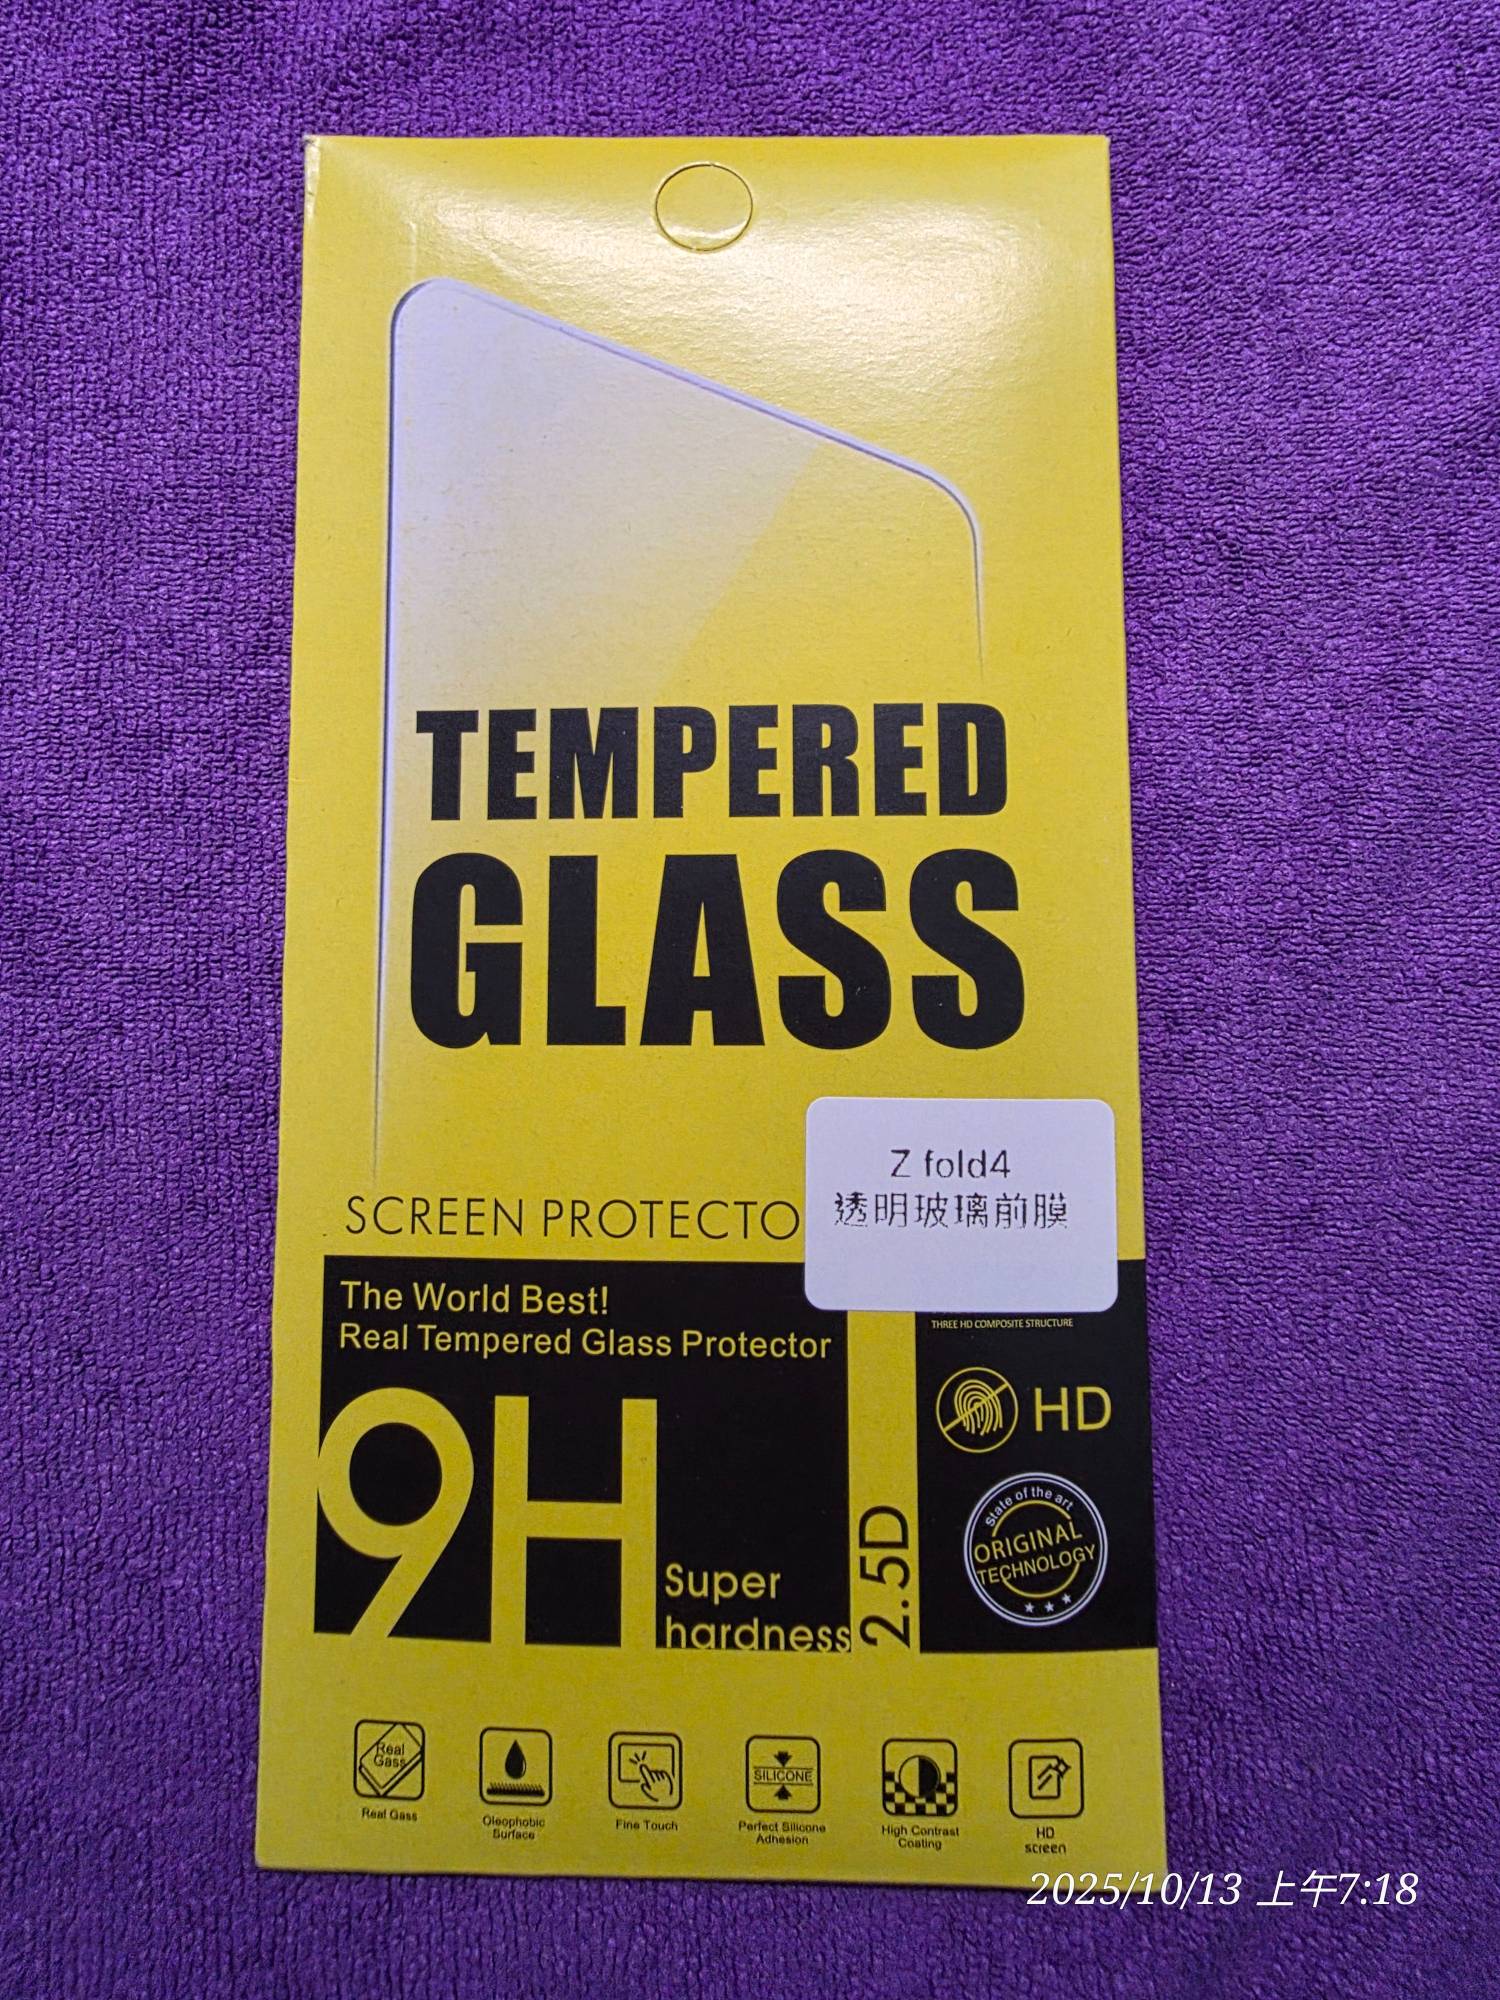 TEMPERED
GLASS
Z fold4
透明玻璃前膜
SCREEN PROTECTO
The World Best!
Real Tempered Glass Protector
THREE HD COMPOSITE STRUCTURE
9H
HD
Super
hardness
2.5D
State of the art
ORIGINAL
TECHNOLOGY
Real
Gass
SILICONE
Real Gass
Oleophobic
Surface
Fine Touch
Perfect Silicone
Adhesion
High Contrast
Coating
HD
screen
2025/10/13 上午7:18